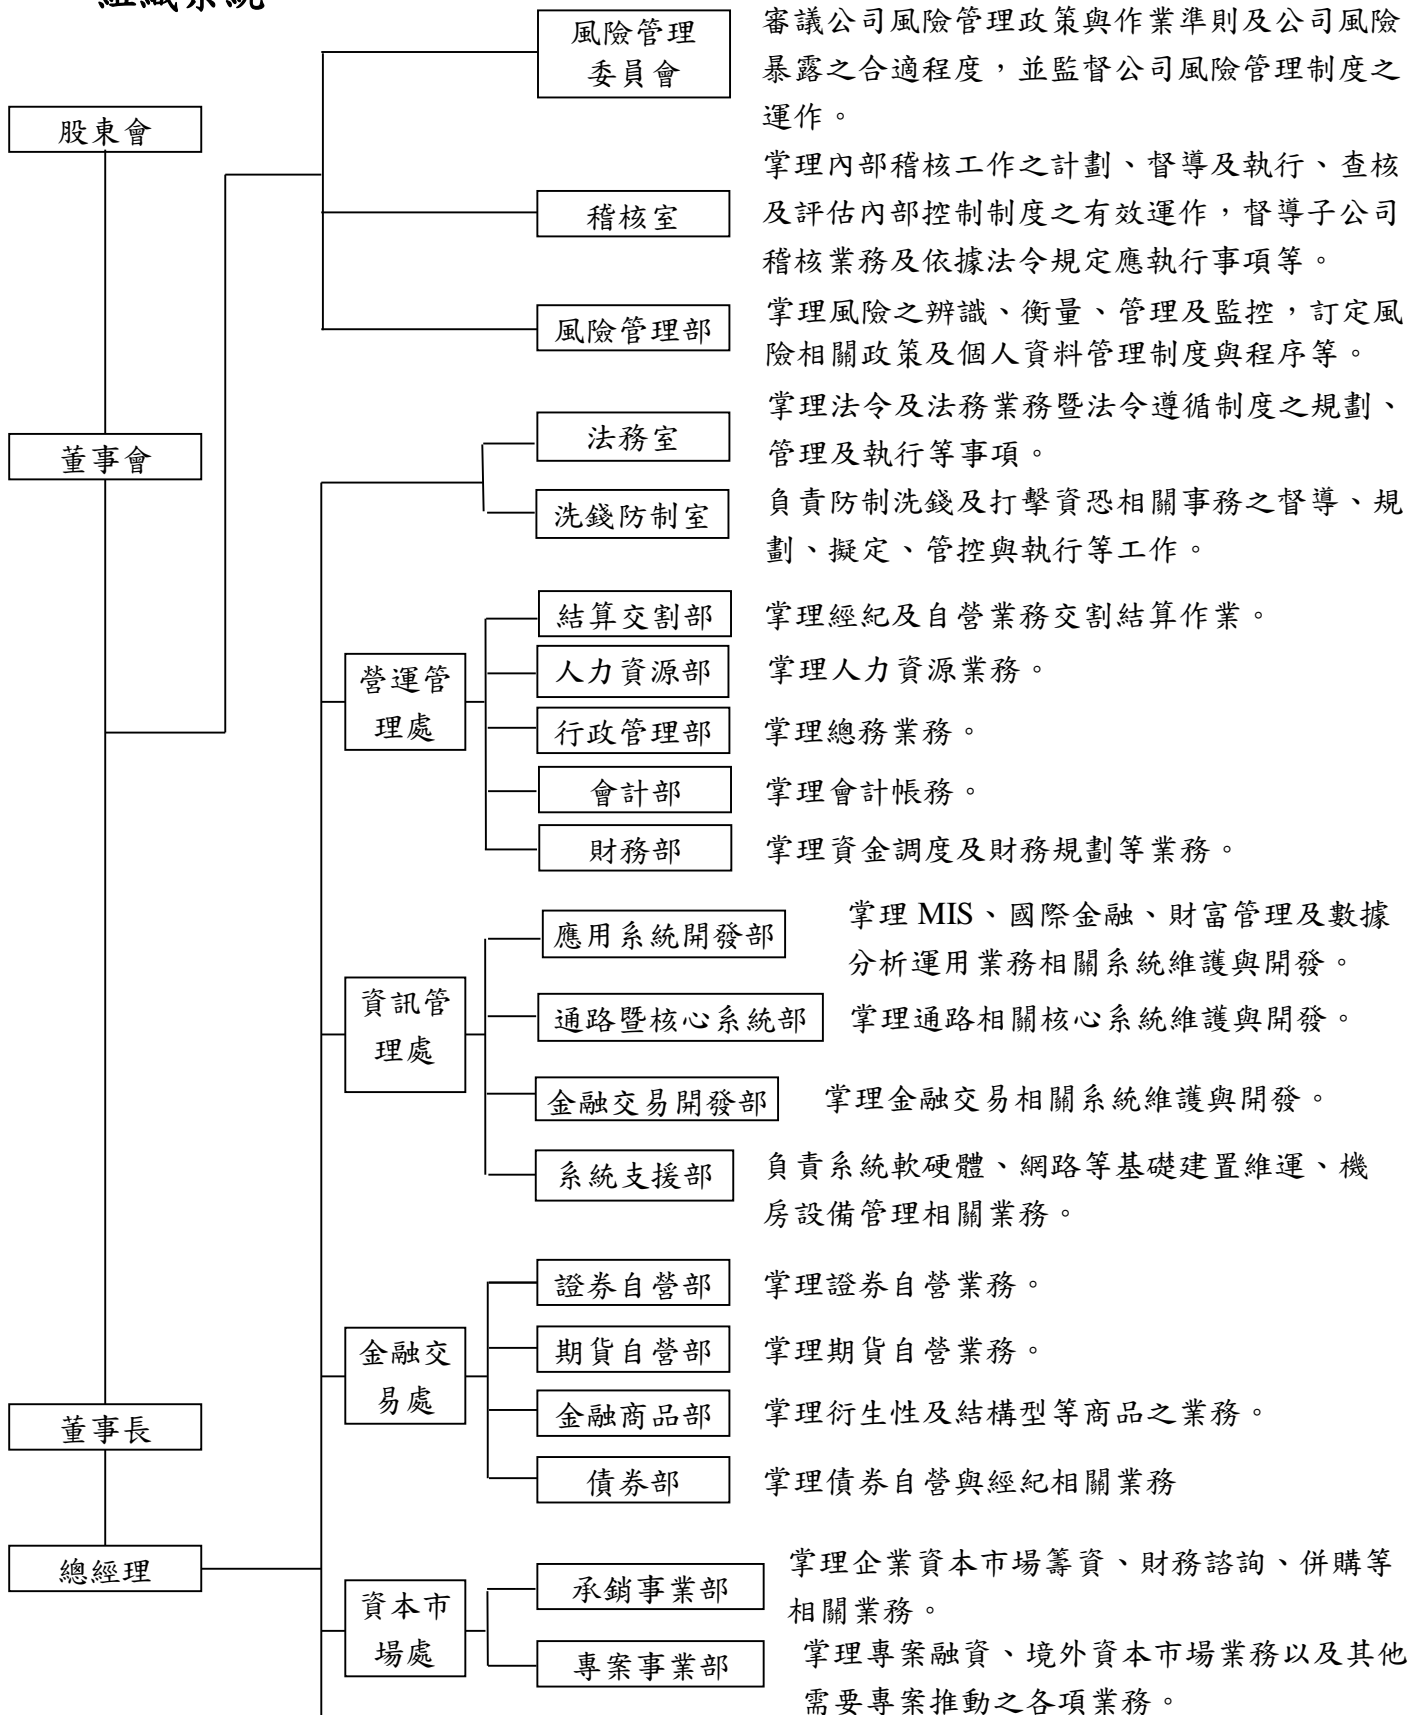 組織系統
風險管理
委員會
審議公司風險管理政策與作業準則及公司風險
暴露之合適程度，並監督公司風險管理制度之
運作。
股東會
稽核室
掌理內部稽核工作之計劃、督導及執行、查核
及評估內部控制制度之有效運作，督導子公司
稽核業務及依據法令規定應執行事項等。
風險管理部
掌理風險之辨識、衡量、管理及監控，訂定風
險相關政策及個人資料管理制度與程序等。
董事會
法務室
掌理法令及法務業務暨法令遵循制度之規劃、
管理及執行等事項。
洗錢防制室
負責防制洗錢及打擊資恐相關事務之督導、規
劃、擬定、管控與執行等工作。
營運管
理處
結算交割部
掌理經紀及自營業務交割結算作業。
人力資源部
掌理人力資源業務。
行政管理部
掌理總務業務。
會計部
掌理會計帳務。
財務部
掌理資金調度及財務規劃等業務。
資訊管
理處
應用系統開發部
掌理 MIS、國際金融、財富管理及數據
分析運用業務相關系統維護與開發。
通路暨核心系統部
掌理通路相關核心系統維護與開發。
金融交易開發部
掌理金融交易相關系統維護與開發。
系統支援部
負責系統軟硬體、網路等基礎建置維運、機
房設備管理相關業務。
金融交
易處
證券自營部
掌理證券自營業務。
期貨自營部
掌理期貨自營業務。
金融商品部
掌理衍生性及結構型等商品之業務。
債券部
掌理債券自營與經紀相關業務
董事長
總經理
資本市
場處
承銷事業部
掌理企業資本市場籌資、財務諮詢、併購等
相關業務。
專案事業部
掌理專案融資、境外資本市場業務以及其他
需要專案推動之各項業務。